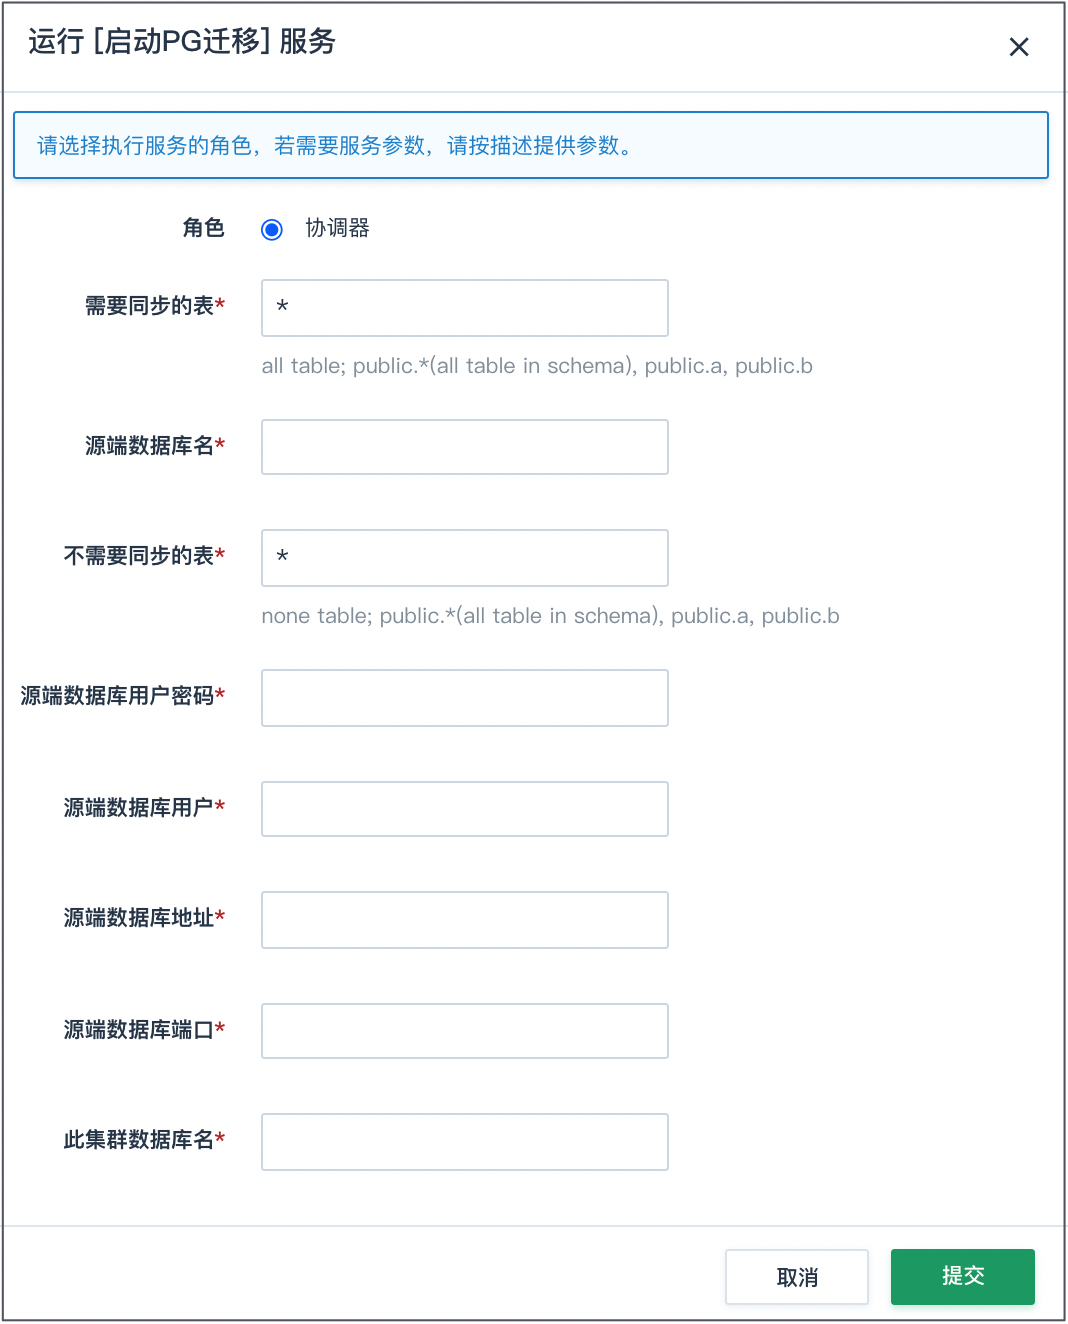 运行 [启动PG迁移] 服务
请选择执行服务的角色，若需要服务参数，请按描述提供参数。
角色 协调器
需要同步的表* *
all table; public.*(all table in schema), public.a, public.b
源端数据库名*
不需要同步的表* *
none table; public.*(all table in schema), public.a, public.b
源端数据库用户密码*
源端数据库用户*
源端数据库地址*
源端数据库端口*
此集群数据库名*
取消 提交